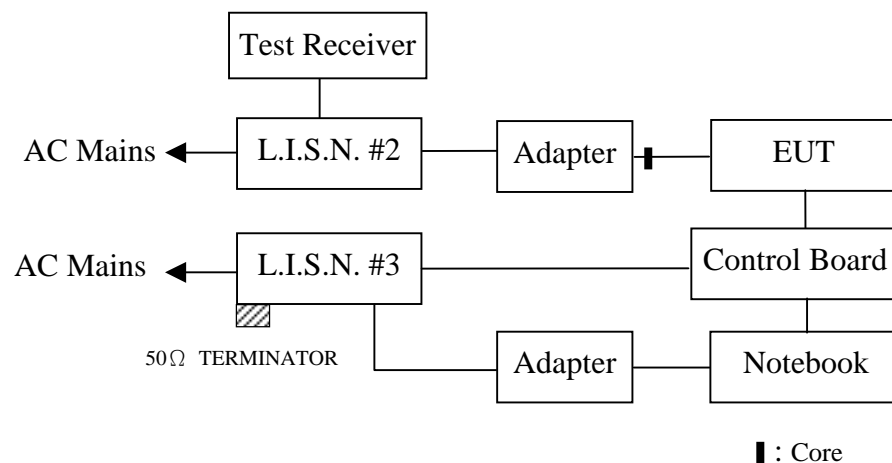 Test Receiver
AC Mains
L.I.S.N. #2
Adapter
EUT
AC Mains
L.I.S.N. #3
Control Board
50Ω TERMINATOR
Adapter
Notebook
: Core